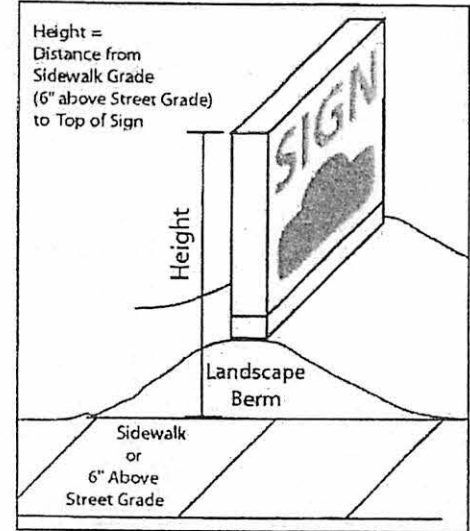 Height =
Distance from
Sidewalk Grade
(6" above Street Grade)
to Top of Sign
SIGN
Height
Landscape
Berm
Sidewalk
or
6" Above
Street Grade